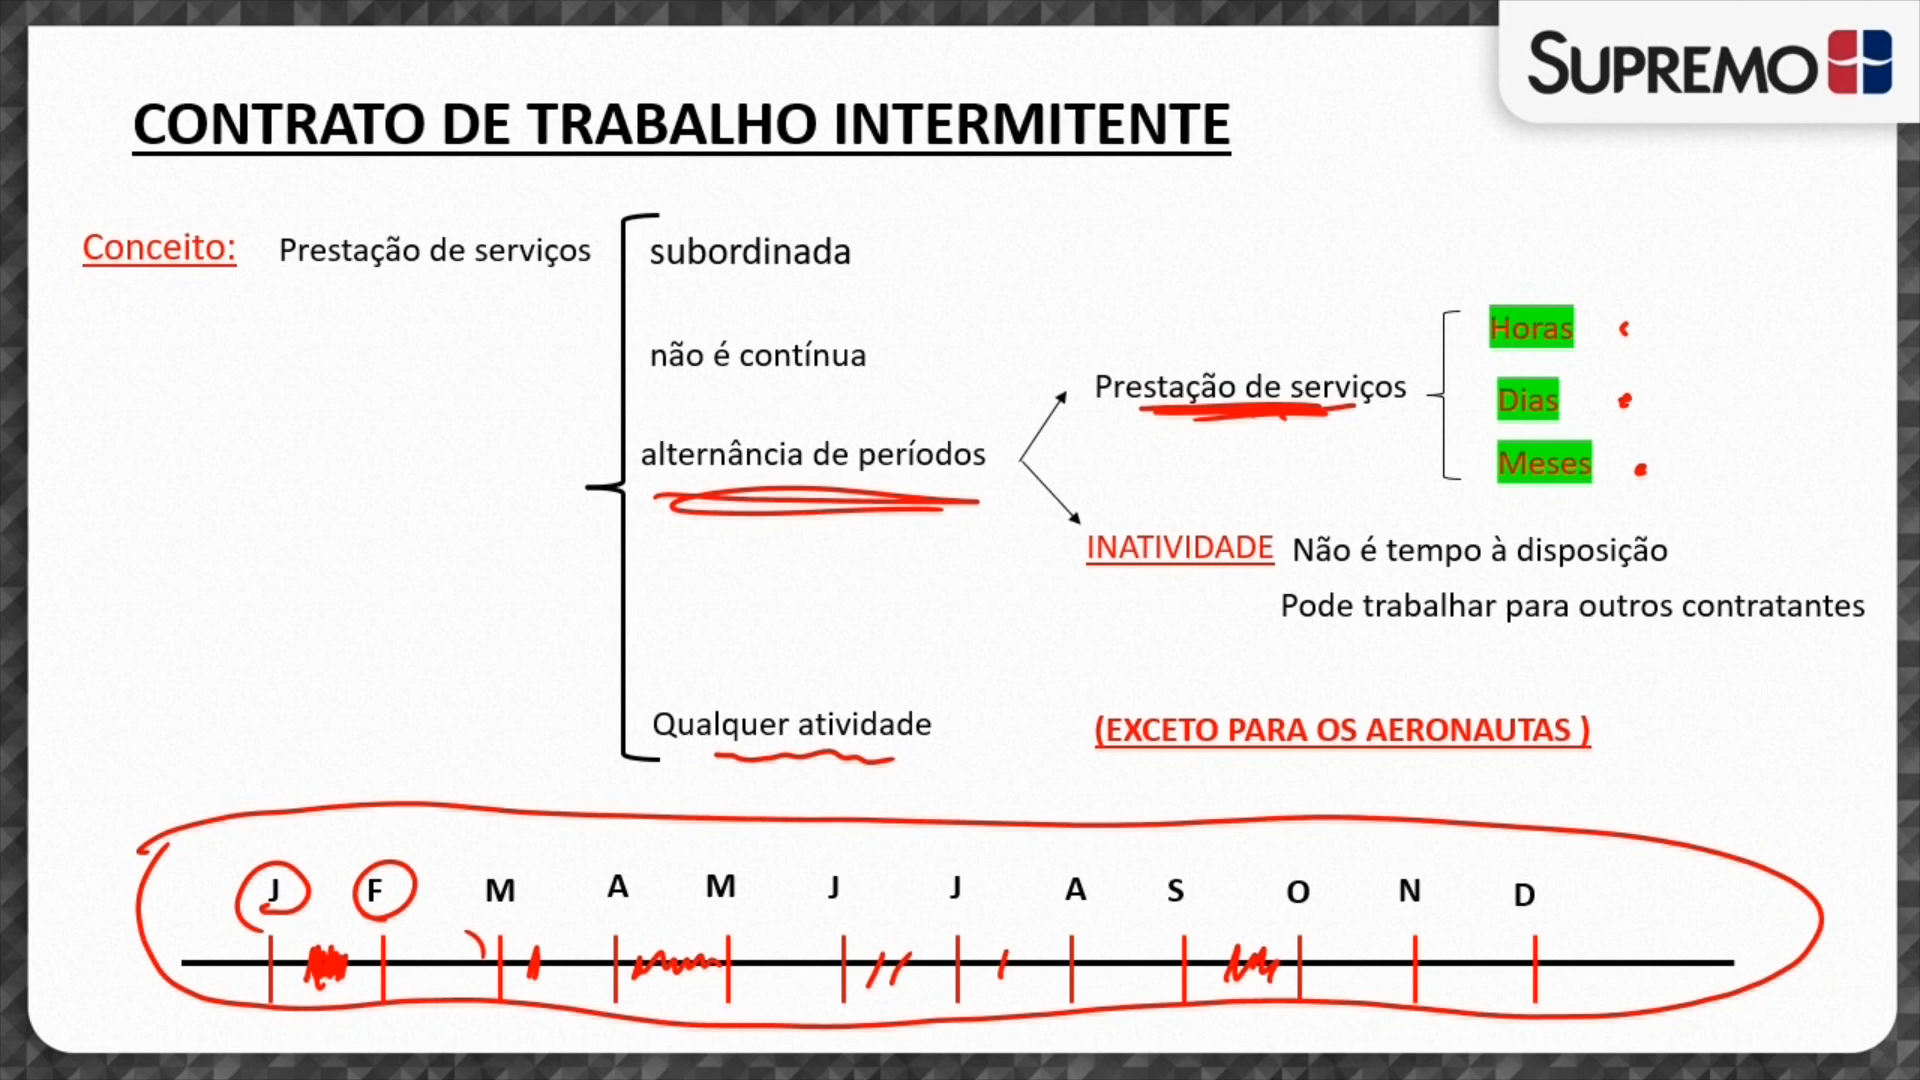 SUPREMO
CONTRATO DE TRABALHO INTERMITENTE
Conceito: Prestação de serviços
subordinada
não é contínua
alternância de períodos
Prestação de serviços
Horas
Dias
Meses
INATIVIDADE Não é tempo à disposição
Pode trabalhar para outros contratantes
Qualquer atividade
(EXCETO PARA OS AERONAUTAS )
J F M A M J J A S O N D